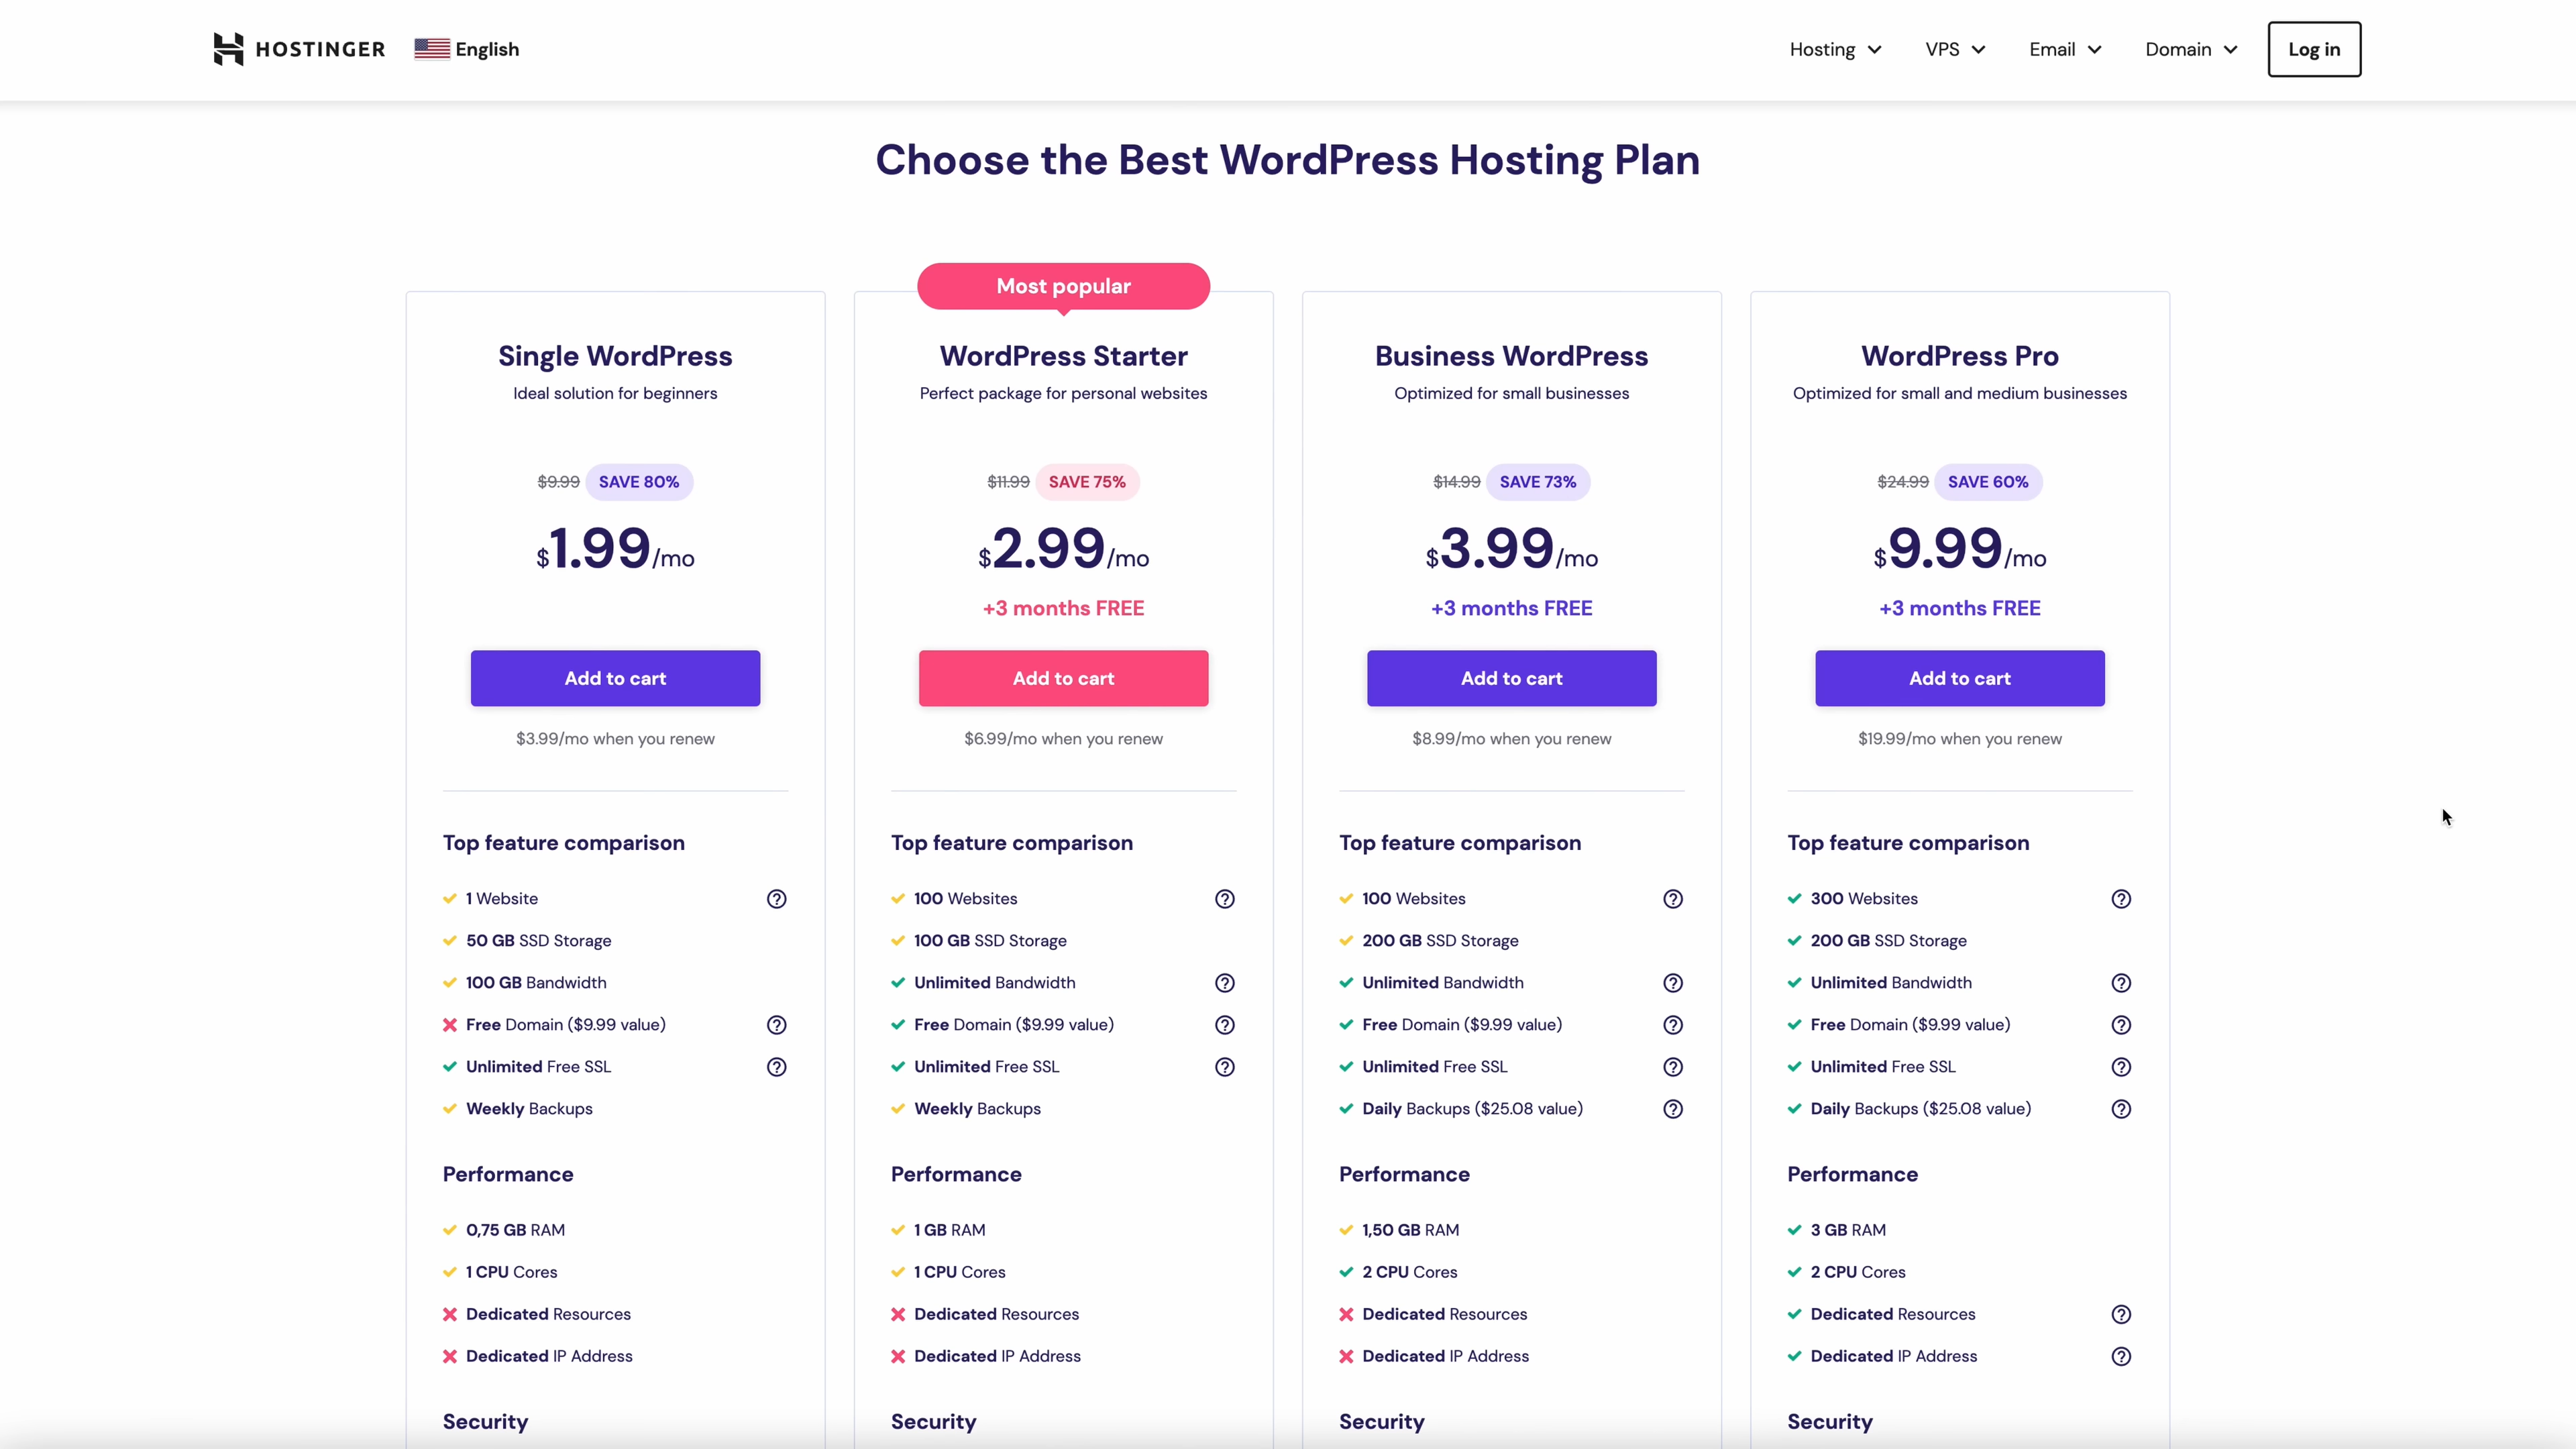 HOSTINGER
English
Hosting
VPS
Email
Domain
Log in
Choose the Best WordPress Hosting Plan
Single WordPress
Ideal solution for beginners
$9.99 SAVE 80%
$1.99/mo
Add to cart
$3.99/mo when you renew
Top feature comparison
1 Website
50 GB SSD Storage
100 GB Bandwidth
Free Domain ($9.99 value)
Unlimited Free SSL
Weekly Backups
Performance
0,75 GB RAM
1 CPU Cores
Dedicated Resources
Dedicated IP Address
Security
Most popular
WordPress Starter
Perfect package for personal websites
$11.99 SAVE 75%
$2.99/mo
+3 months FREE
Add to cart
$6.99/mo when you renew
Top feature comparison
100 Websites
100 GB SSD Storage
Unlimited Bandwidth
Free Domain ($9.99 value)
Unlimited Free SSL
Weekly Backups
Performance
1 GB RAM
1 CPU Cores
Dedicated Resources
Dedicated IP Address
Security
Business WordPress
Optimized for small businesses
$14.99 SAVE 73%
$3.99/mo
+3 months FREE
Add to cart
$8.99/mo when you renew
Top feature comparison
100 Websites
200 GB SSD Storage
Unlimited Bandwidth
Free Domain ($9.99 value)
Unlimited Free SSL
Daily Backups ($25.08 value)
Performance
1,50 GB RAM
2 CPU Cores
Dedicated Resources
Dedicated IP Address
Security
WordPress Pro
Optimized for small and medium businesses
$24.99 SAVE 60%
$9.99/mo
+3 months FREE
Add to cart
$19.99/mo when you renew
Top feature comparison
300 Websites
200 GB SSD Storage
Unlimited Bandwidth
Free Domain ($9.99 value)
Unlimited Free SSL
Daily Backups ($25.08 value)
Performance
3 GB RAM
2 CPU Cores
Dedicated Resources
Dedicated IP Address
Security